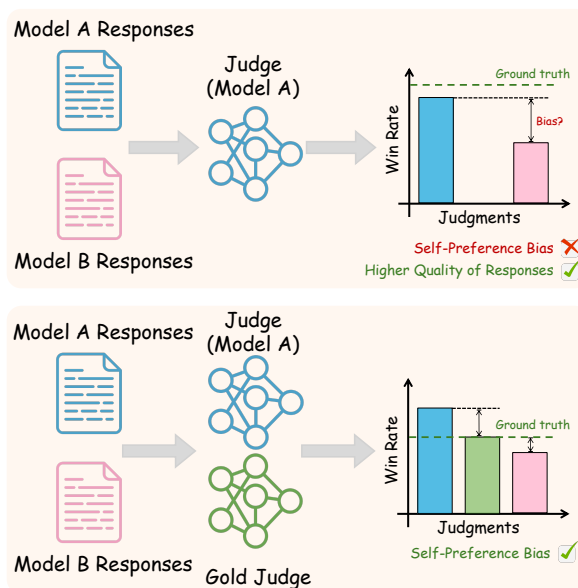 Model A Responses
Judge
(Model A)
Model B Responses
Win Rate
Ground truth
Bias?
Judgments
Self-Preference Bias
Higher Quality of Responses
Model A Responses
Judge
(Model A)
Model B Responses
Gold Judge
Win Rate
Ground truth
Judgments
Self-Preference Bias